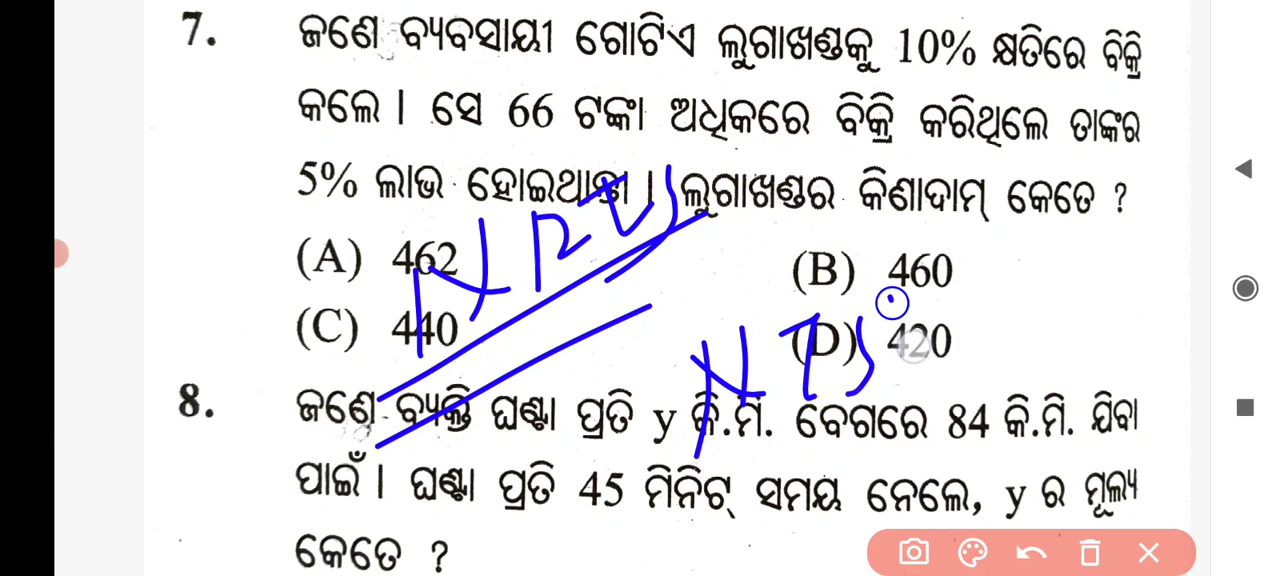 7. ଜଣେ ବ୍ୟବସାୟୀ ଗୋଟିଏ ଲୁଗାଖଣ୍ଡକୁ 10% କ୍ଷତିରେ ବିକ୍ରି
କଲେ । ସେ 66 ଟଙ୍କା ଅଧିକରେ ବିକ୍ରି କରିଥିଲେ ତାଙ୍କର
5% ଲାଭ ହୋଇଥାନ୍ତା । ଲୁଗାଖଣ୍ଡର କିଣାଦାମ୍ କେତେ ?
(A) 462 (B) 460
(C) 440 (D) 420
8. ଜଣେ ବ୍ୟକ୍ତି ଘଣ୍ଟା ପ୍ରତି y କି.ମି. ବେଗରେ 84 କି.ମି. ଯିବା
ପାଇଁ । ଘଣ୍ଟା ପ୍ରତି 45 ମିନିଟ୍ ସମୟ ନେଲେ, y ର ମୂଲ୍ୟ
କେତେ ?